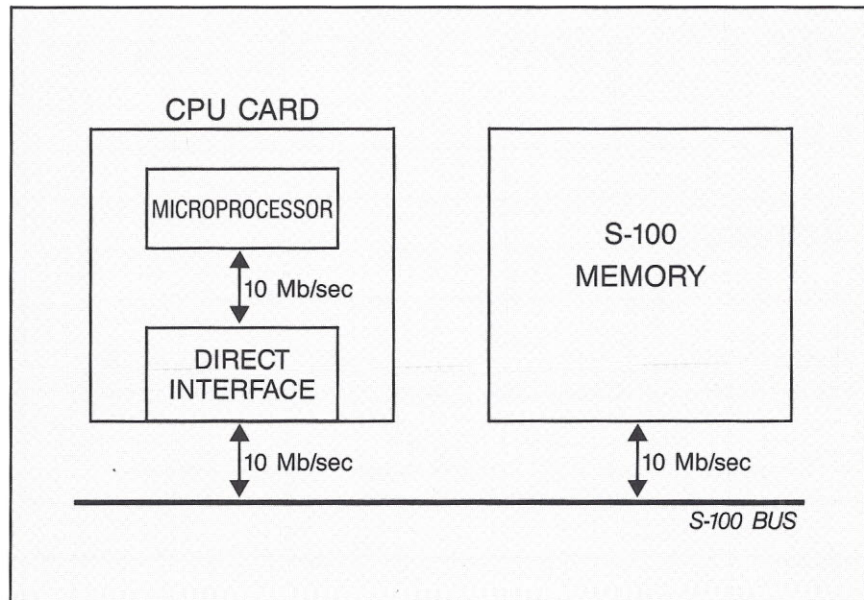 CPU CARD
MICROPROCESSOR
10 Mb/sec
DIRECT
INTERFACE
10 Mb/sec
S-100
MEMORY
10 Mb/sec
S-100 BUS